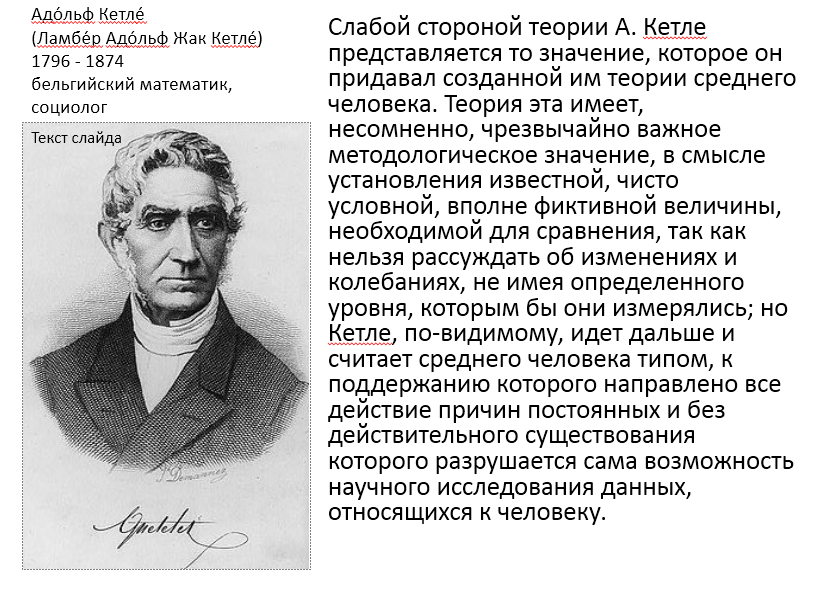 Адо́льф Кетле́
(Ламбе́р Адо́льф Жак Кетле́)
1796 - 1874
бельгийский математик,
социолог
Текст слайда
Quetelet
Слабой стороной теории А. Кетле
представляется то значение, которое он
придавал созданной им теории среднего
человека. Теория эта имеет,
несомненно, чрезвычайно важное
методологическое значение, в смысле
установления известной, чисто
условной, вполне фиктивной величины,
необходимой для сравнения, так как
нельзя рассуждать об изменениях и
колебаниях, не имея определенного
уровня, которым бы они измерялись; но
Кетле, по-видимому, идет дальше и
считает среднего человека типом, к
поддержанию которого направлено все
действие причин постоянных и без
действительного существования
которого разрушается сама возможность
научного исследования данных,
относящихся к человеку.